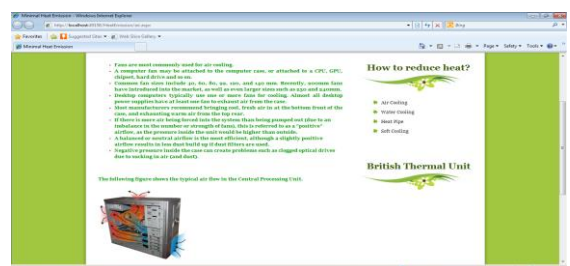 Minimal Heat Emission - Windows Internet Explorer
Bing
Favorites Suggested Sites Web Slice Gallery
Minimal Heat Emission
Page Safety Tools
Fans are most commonly used for air cooling.
A computer fan may be attached to the computer case, or attached to a CPU, GPU,
chipset, hard drive and so on.
Common fan sizes include 40, 60, 80, 92, 120, and 140 mm. Recently, 200mm fans
have introduced into the market, as well as even larger sizes such as 230 and 240mm.
Desktop computers typically use one or more fans for cooling. Almost all desktop
power supplies have at least one fan to exhaust air from the case.
Most manufacturers recommend bringing cool, fresh air in at the bottom front of the
case, and exhausting warm air from the top rear.
If there is more air being forced into the system than being pumped out (due to an
imbalance in the number or strength of fans), this is referred to as a "positive"
airflow, as the pressure inside the unit would be higher than outside.
A balanced or neutral airflow is the most efficient, although a slightly positive
airflow results in less dust build up if dust filters are used.
Negative pressure inside the case can create problems such as clogged optical drives
due to sucking in air (and dust).
The following figure shows the typical air flow in the Central Processing Unit.
How to reduce heat?
Air Cooling
Water Cooling
Heat Pipe
Soft Cooling
British Thermal Unit